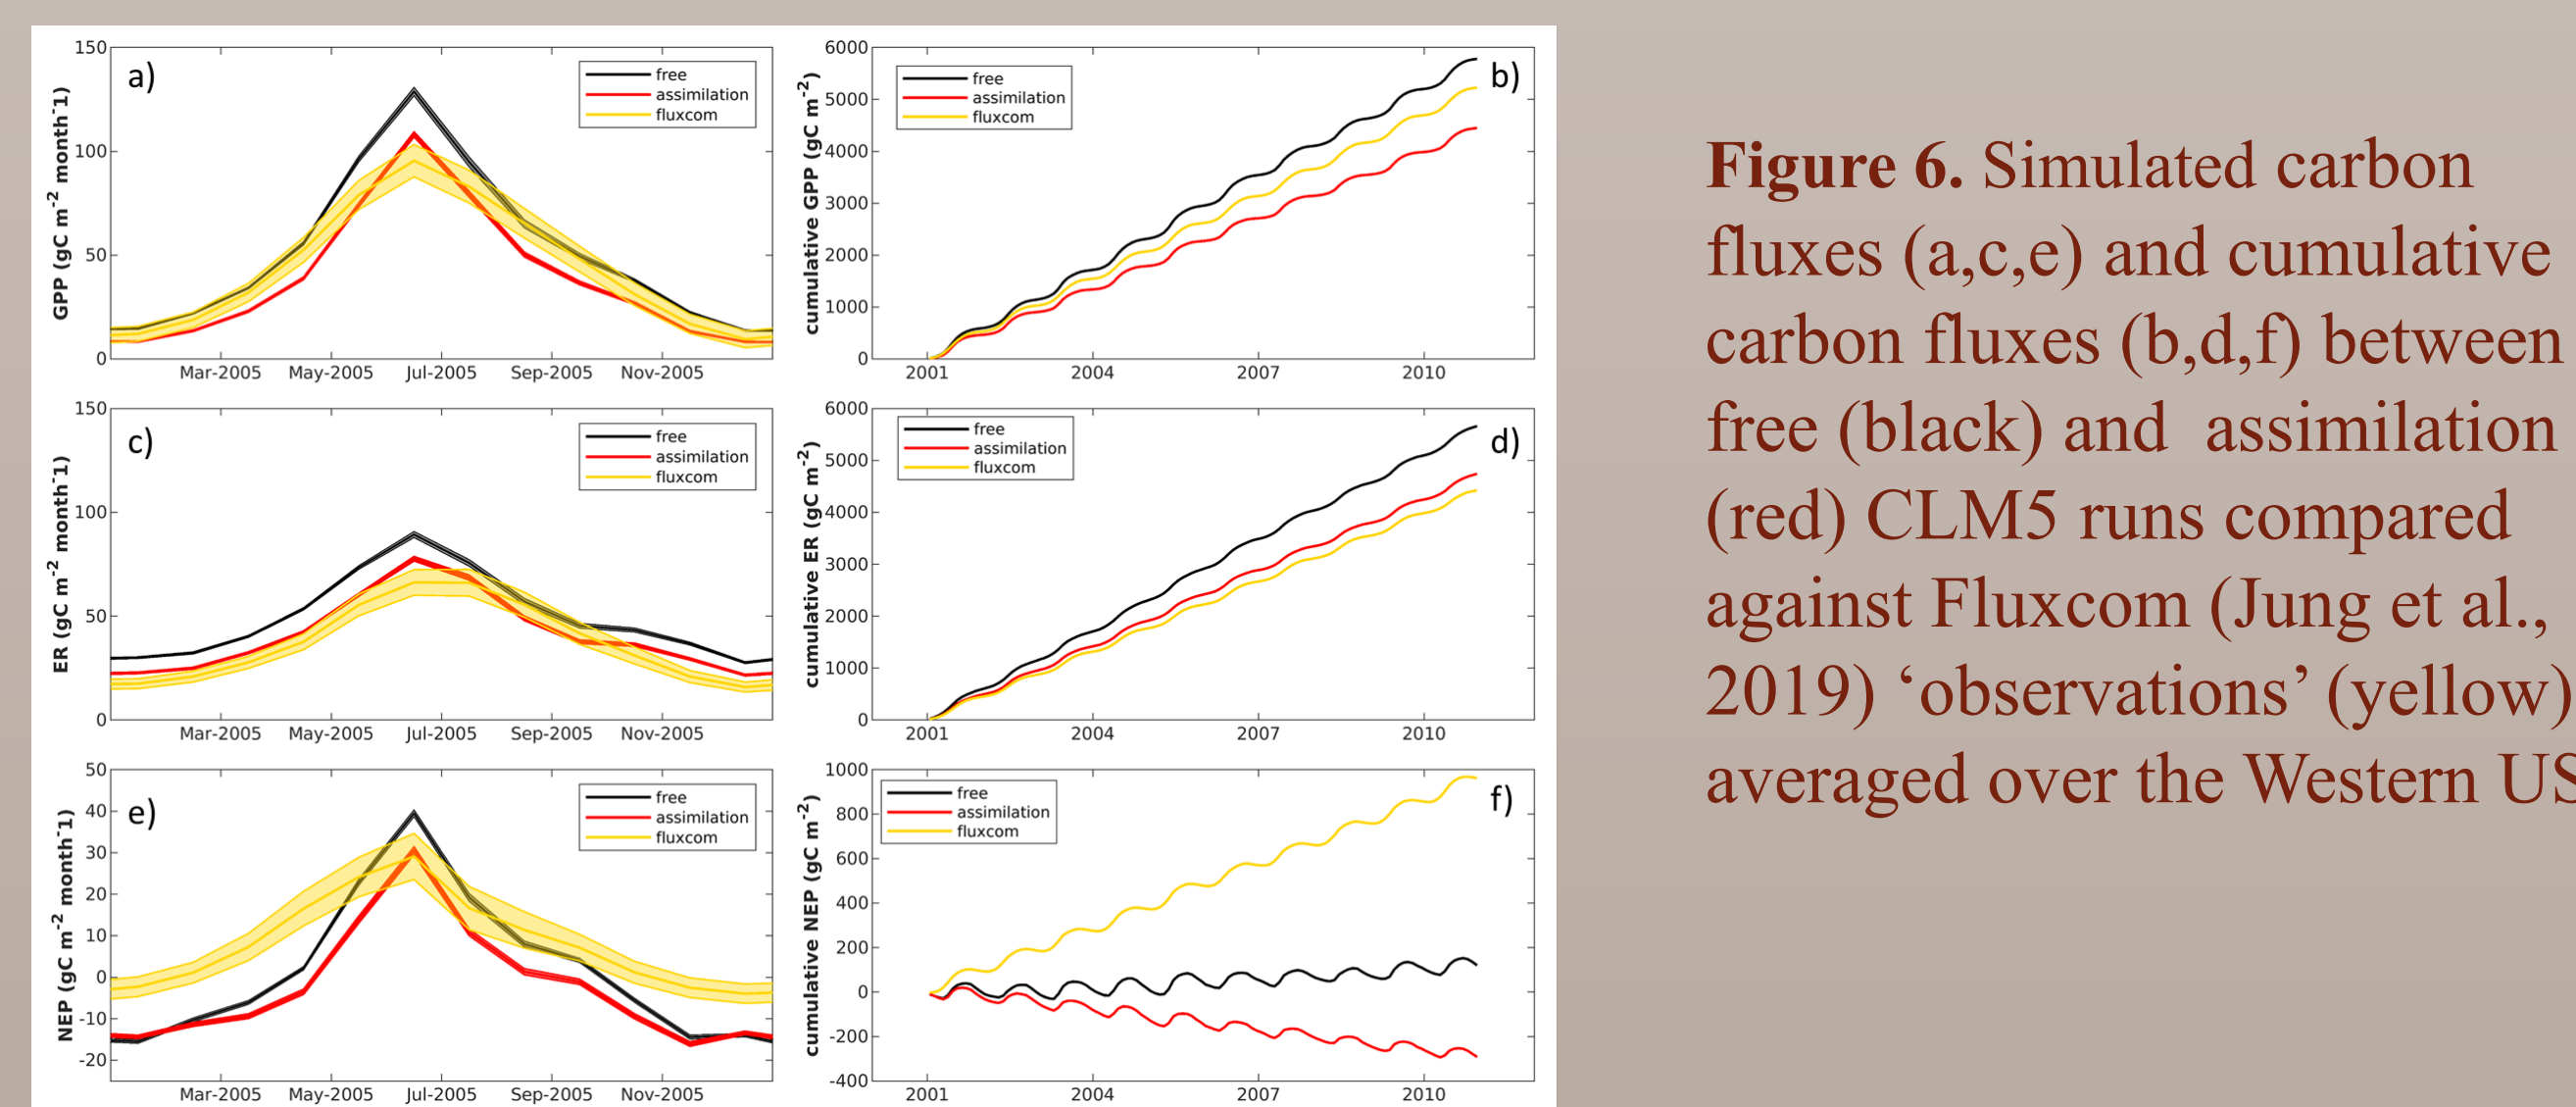 150
100
50
0
GPP (gC m-2 month-1)
a)
free
assimilation
fluxcom
Mar-2005 May-2005 Jul-2005 Sep-2005 Nov-2005
6000
5000
4000
3000
2000
1000
0
cumulative GPP (gC m-2)
b)
free
assimilation
fluxcom
2001 2004 2007 2010
150
100
50
0
ER (gC m-2 month-1)
c)
free
assimilation
fluxcom
Mar-2005 May-2005 Jul-2005 Sep-2005 Nov-2005
6000
5000
4000
3000
2000
1000
0
cumulative ER (gC m-2)
d)
free
assimilation
fluxcom
2001 2004 2007 2010
50
40
30
20
10
0
-10
-20
NEP (gC m-2 month-1)
e)
free
assimilation
fluxcom
Mar-2005 May-2005 Jul-2005 Sep-2005 Nov-2005
1000
800
600
400
200
0
-200
-400
cumulative NEP (gC m-2)
f)
free
assimilation
fluxcom
2001 2004 2007 2010
Figure 6. Simulated carbon
fluxes (a,c,e) and cumulative
carbon fluxes (b,d,f) between
free (black) and assimilation
(red) CLM5 runs compared
against Fluxcom (Jung et al.,
2019) ‘observations’ (yellow)
averaged over the Western US